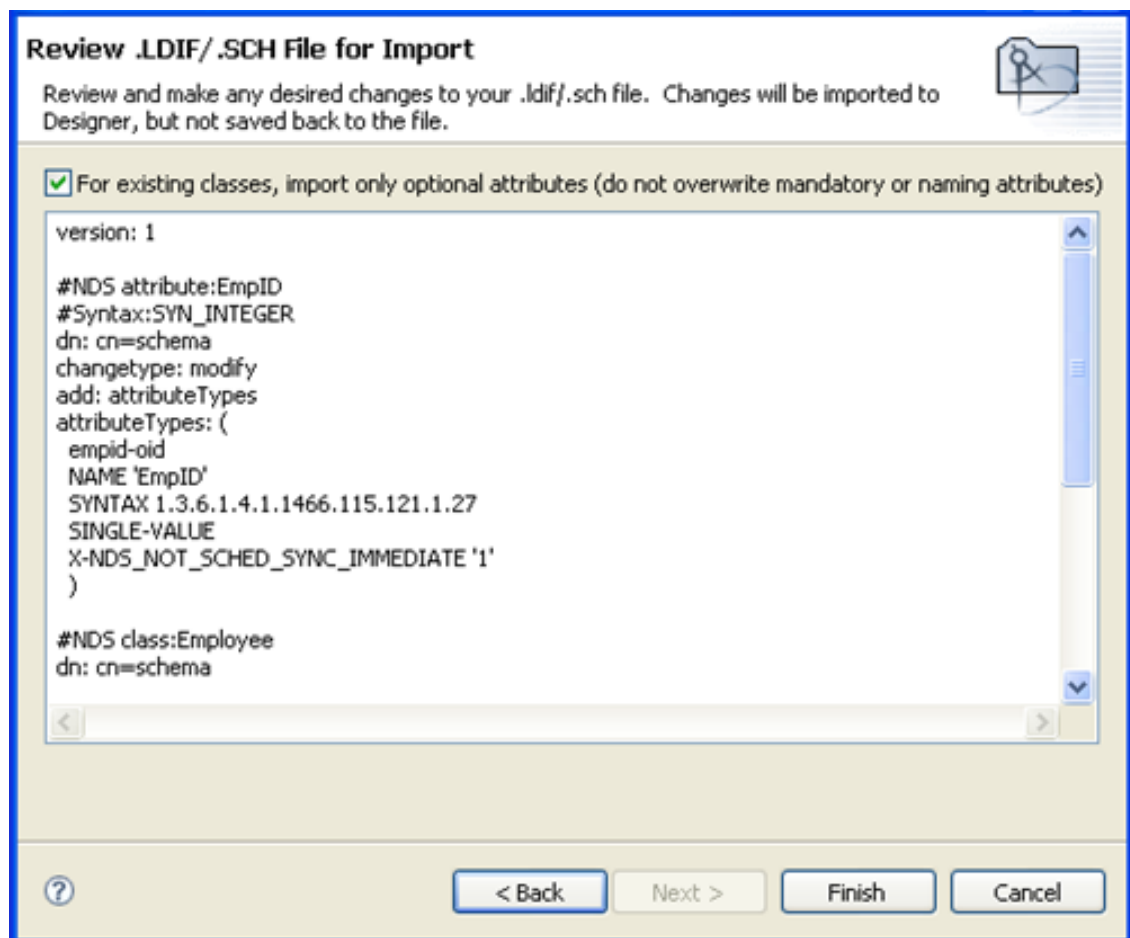 Review .LDIF/.SCH File for Import
Review and make any desired changes to your .ldif/.sch file. Changes will be imported to
Designer, but not saved back to the file.
For existing classes, import only optional attributes (do not overwrite mandatory or naming attributes)
version: 1
#NDS attribute:EmpID
#Syntax:SYN_INTEGER
dn: cn=schema
changetype: modify
add: attributeTypes
attributeTypes: (
empid-oid
NAME 'EmpID'
SYNTAX 1.3.6.1.4.1.1466.115.121.1.27
SINGLE-VALUE
X-NDS_NOT_SCHED_SYNC_IMMEDIATE '1'
)
#NDS class:Employee
dn: cn=schema
? < Back Next > Finish Cancel